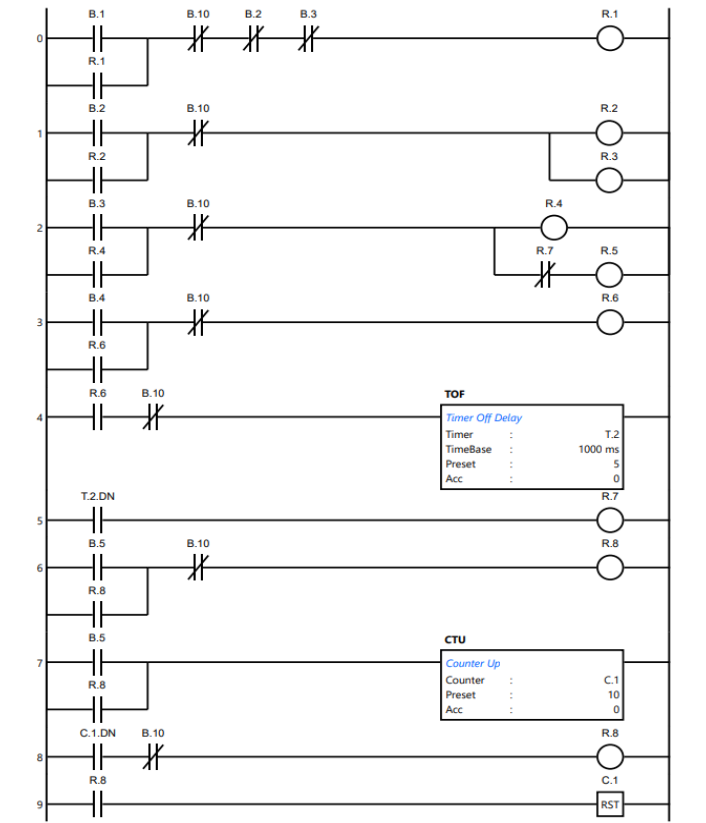 B.1 B.10 B.2 B.3 R.1
0
R.1
B.2 B.10 R.2
1
R.2 R.3
B.3 B.10 R.4
2
R.4 R.7 R.5
B.4 B.10 R.6
3
R.6
R.6 B.10 TOF
4
Timer Off Delay
Timer : T.2
TimeBase : 1000 ms
Preset : 5
Acc : 0
T.2.DN R.7
5
B.5 B.10 R.8
6
R.8
B.5 CTU
7
Counter Up
Counter : C.1
R.8
Preset : 10
Acc : 0
C.1.DN B.10 R.8
8
R.8 C.1
9 RST